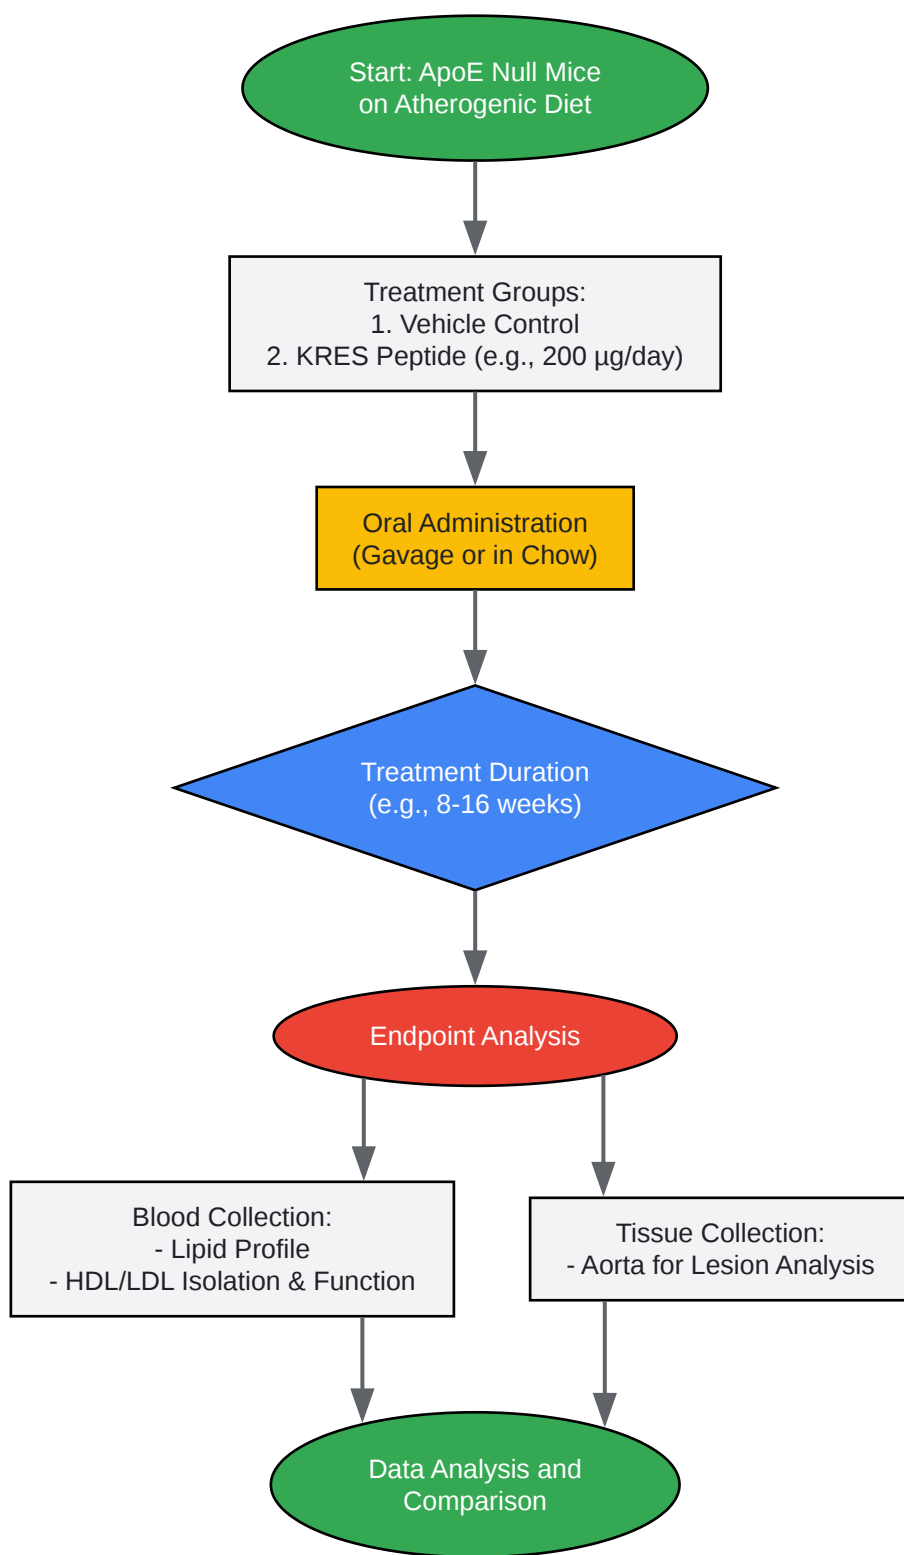 Start: ApoE Null Mice
on Atherogenic Diet
Treatment Groups:
1. Vehicle Control
2. KRES Peptide (e.g., 200 µg/day)
Oral Administration
(Gavage or in Chow)
Treatment Duration
(e.g., 8-16 weeks)
Endpoint Analysis
Blood Collection:
- Lipid Profile
- HDL/LDL Isolation & Function
Tissue Collection:
- Aorta for Lesion Analysis
Data Analysis and
Comparison